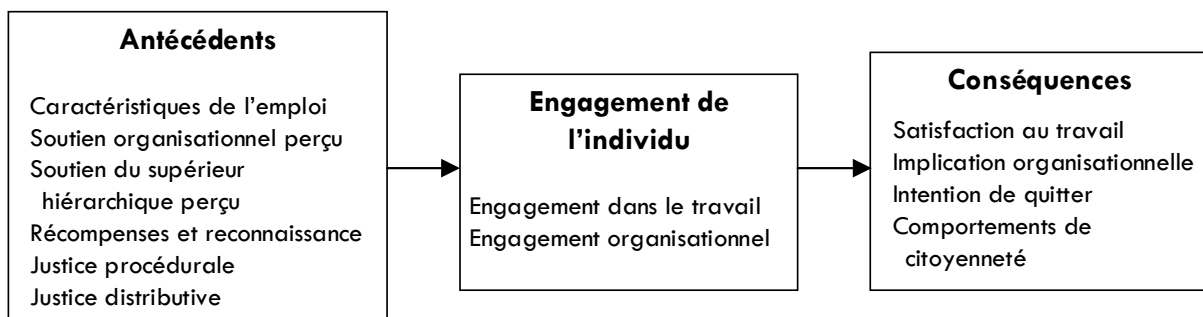 Antécédents
Caractéristiques de l'emploi
Soutien organisationnel perçu
Soutien du supérieur
hiérarchique perçu
Récompenses et reconnaissance
Justice procédurale
Justice distributive
Engagement de
l'individu
Engagement dans le travail
Engagement organisationnel
Conséquences
Satisfaction au travail
Implication organisationnelle
Intention de quitter
Comportements de
citoyenneté